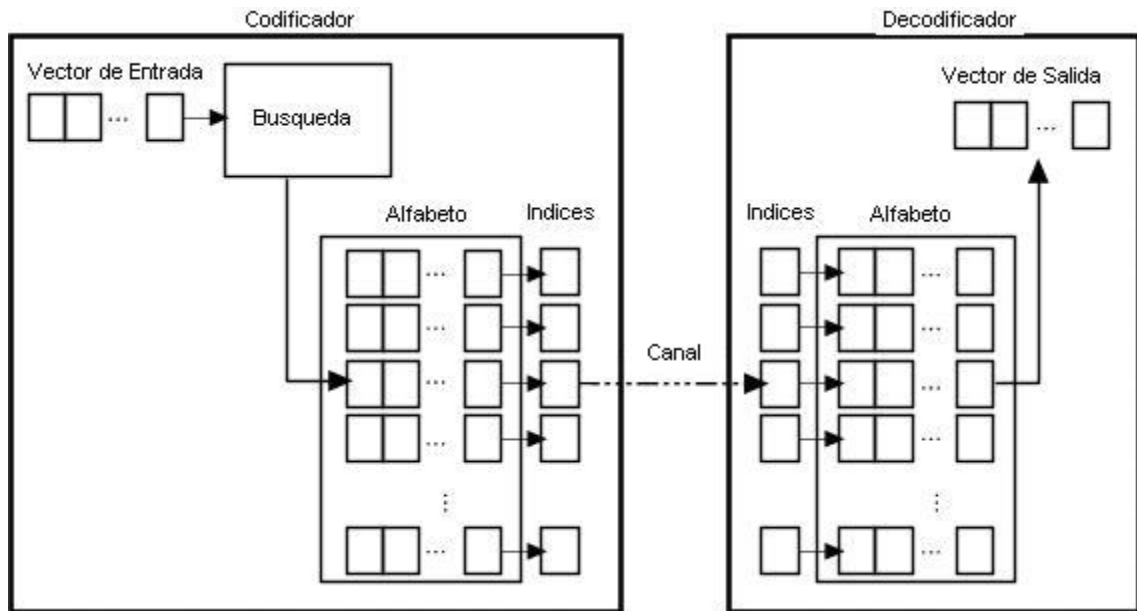 Codificador
Decodificador
Vector de Entrada
Busqueda
Vector de Salida
Alfabeto
Indices
Indices
Alfabeto
Canal